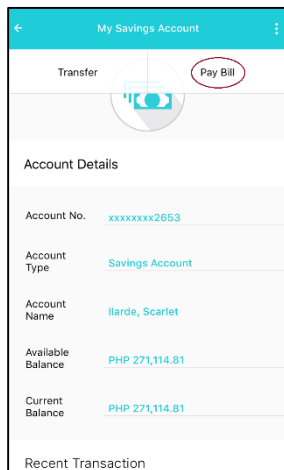 My Savings Account
Transfer Pay Bill
Account Details
Account No. xxxxxxxx2653
Account
Type Savings Account
Account
Name Ilarde, Scarlet
Available
Balance PHP 271,114.81
Current
Balance PHP 271,114.81
Recent Transaction